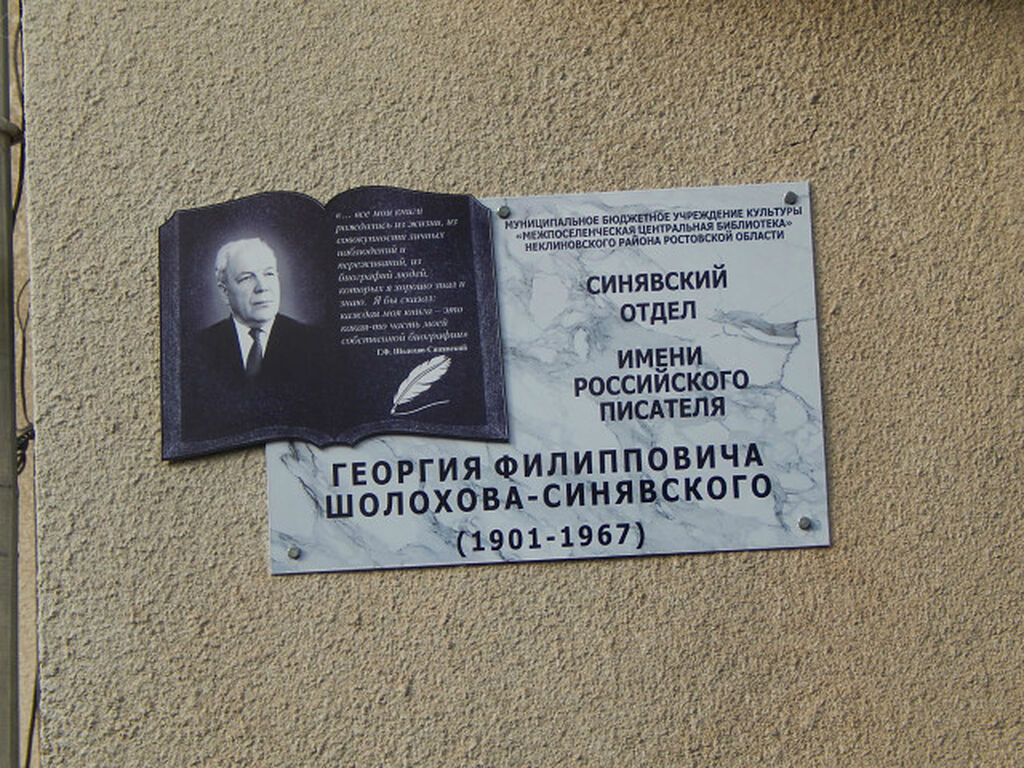 «... все мои книги
рождались из жизни, из
совокупности личных
наблюдений и
переживаний, из
биографий людей,
которых я хорошо знал и
знаю. Я бы сказал:
каждая моя книга – это
какая-то часть моей
собственной биографии»
Г.Ф. Шолохов-Синявский
МУНИЦИПАЛЬНОЕ БЮДЖЕТНОЕ УЧРЕЖДЕНИЕ КУЛЬТУРЫ
«МЕЖПОСЕЛЕНЧЕСКАЯ ЦЕНТРАЛЬНАЯ БИБЛИОТЕКА»
НЕКЛИНОВСКОГО РАЙОНА РОСТОВСКОЙ ОБЛАСТИ
СИНЯВСКИЙ
ОТДЕЛ
ИМЕНИ
РОССИЙСКОГО
ПИСАТЕЛЯ
ГЕОРГИЯ ФИЛИППОВИЧА
ШОЛОХОВА-СИНЯВСКОГО
(1901-1967)